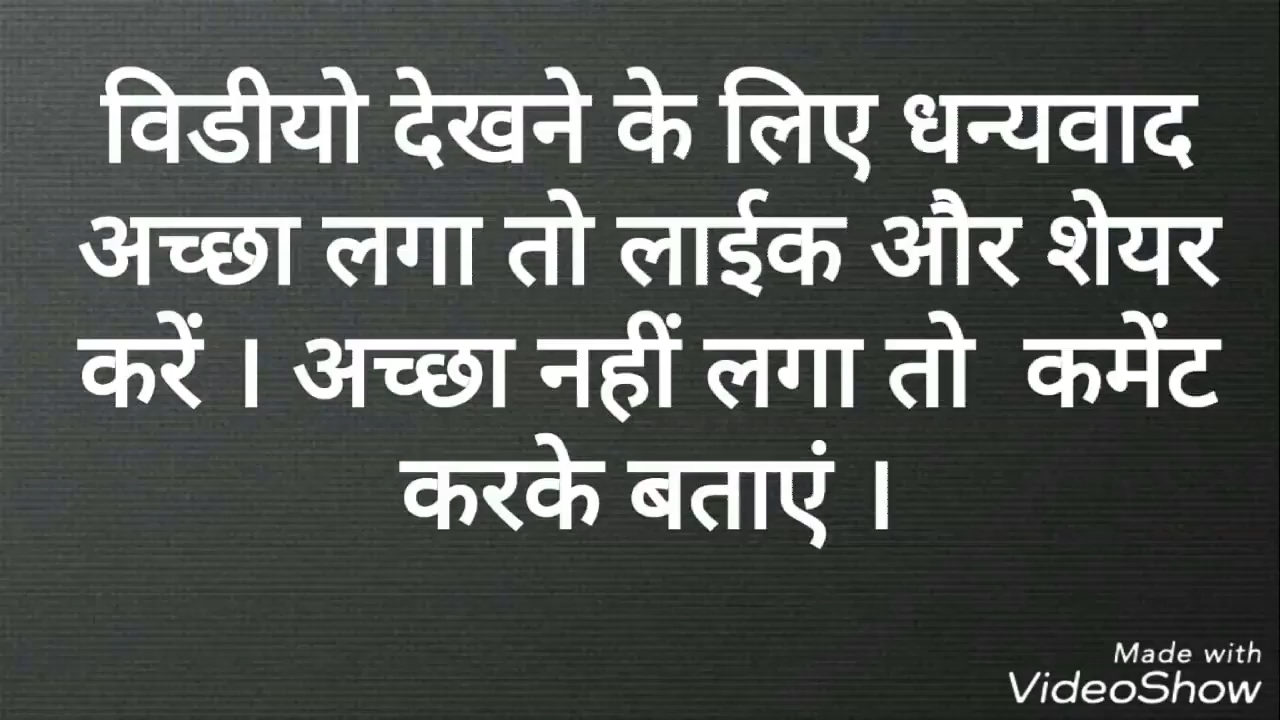 विडीयो देखने के लिए धन्यवाद
अच्छा लगा तो लाईक और शेयर
करें । अच्छा नहीं लगा तो कमेंट
करके बताएं ।
Made with
VideoShow